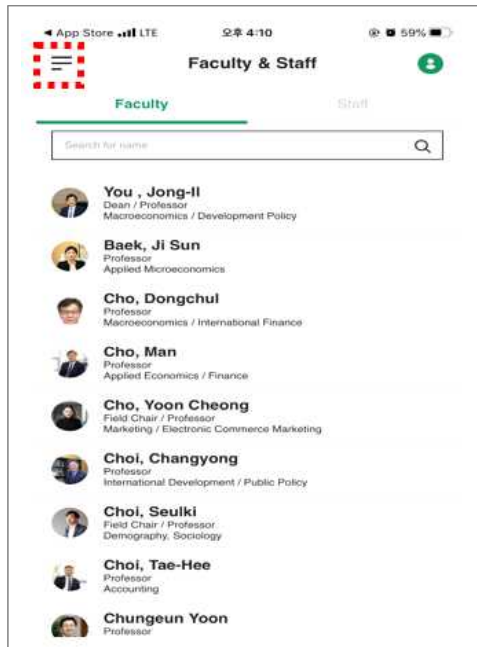 ◄ App Store LTE 오후 4:10 59%
Faculty & Staff
Faculty Staff
Search for name
You , Jong-Il
Dean / Professor
Macroeconomics / Development Policy
Baek, Ji Sun
Professor
Applied Microeconomics
Cho, Dongchul
Professor
Macroeconomics / International Finance
Cho, Man
Professor
Applied Economics / Finance
Cho, Yoon Cheong
Field Chair / Professor
Marketing / Electronic Commerce Marketing
Choi, Changyong
Professor
International Development / Public Policy
Choi, Seulki
Field Chair / Professor
Demography, Sociology
Choi, Tae-Hee
Professor
Accounting
Chungeun Yoon
Professor